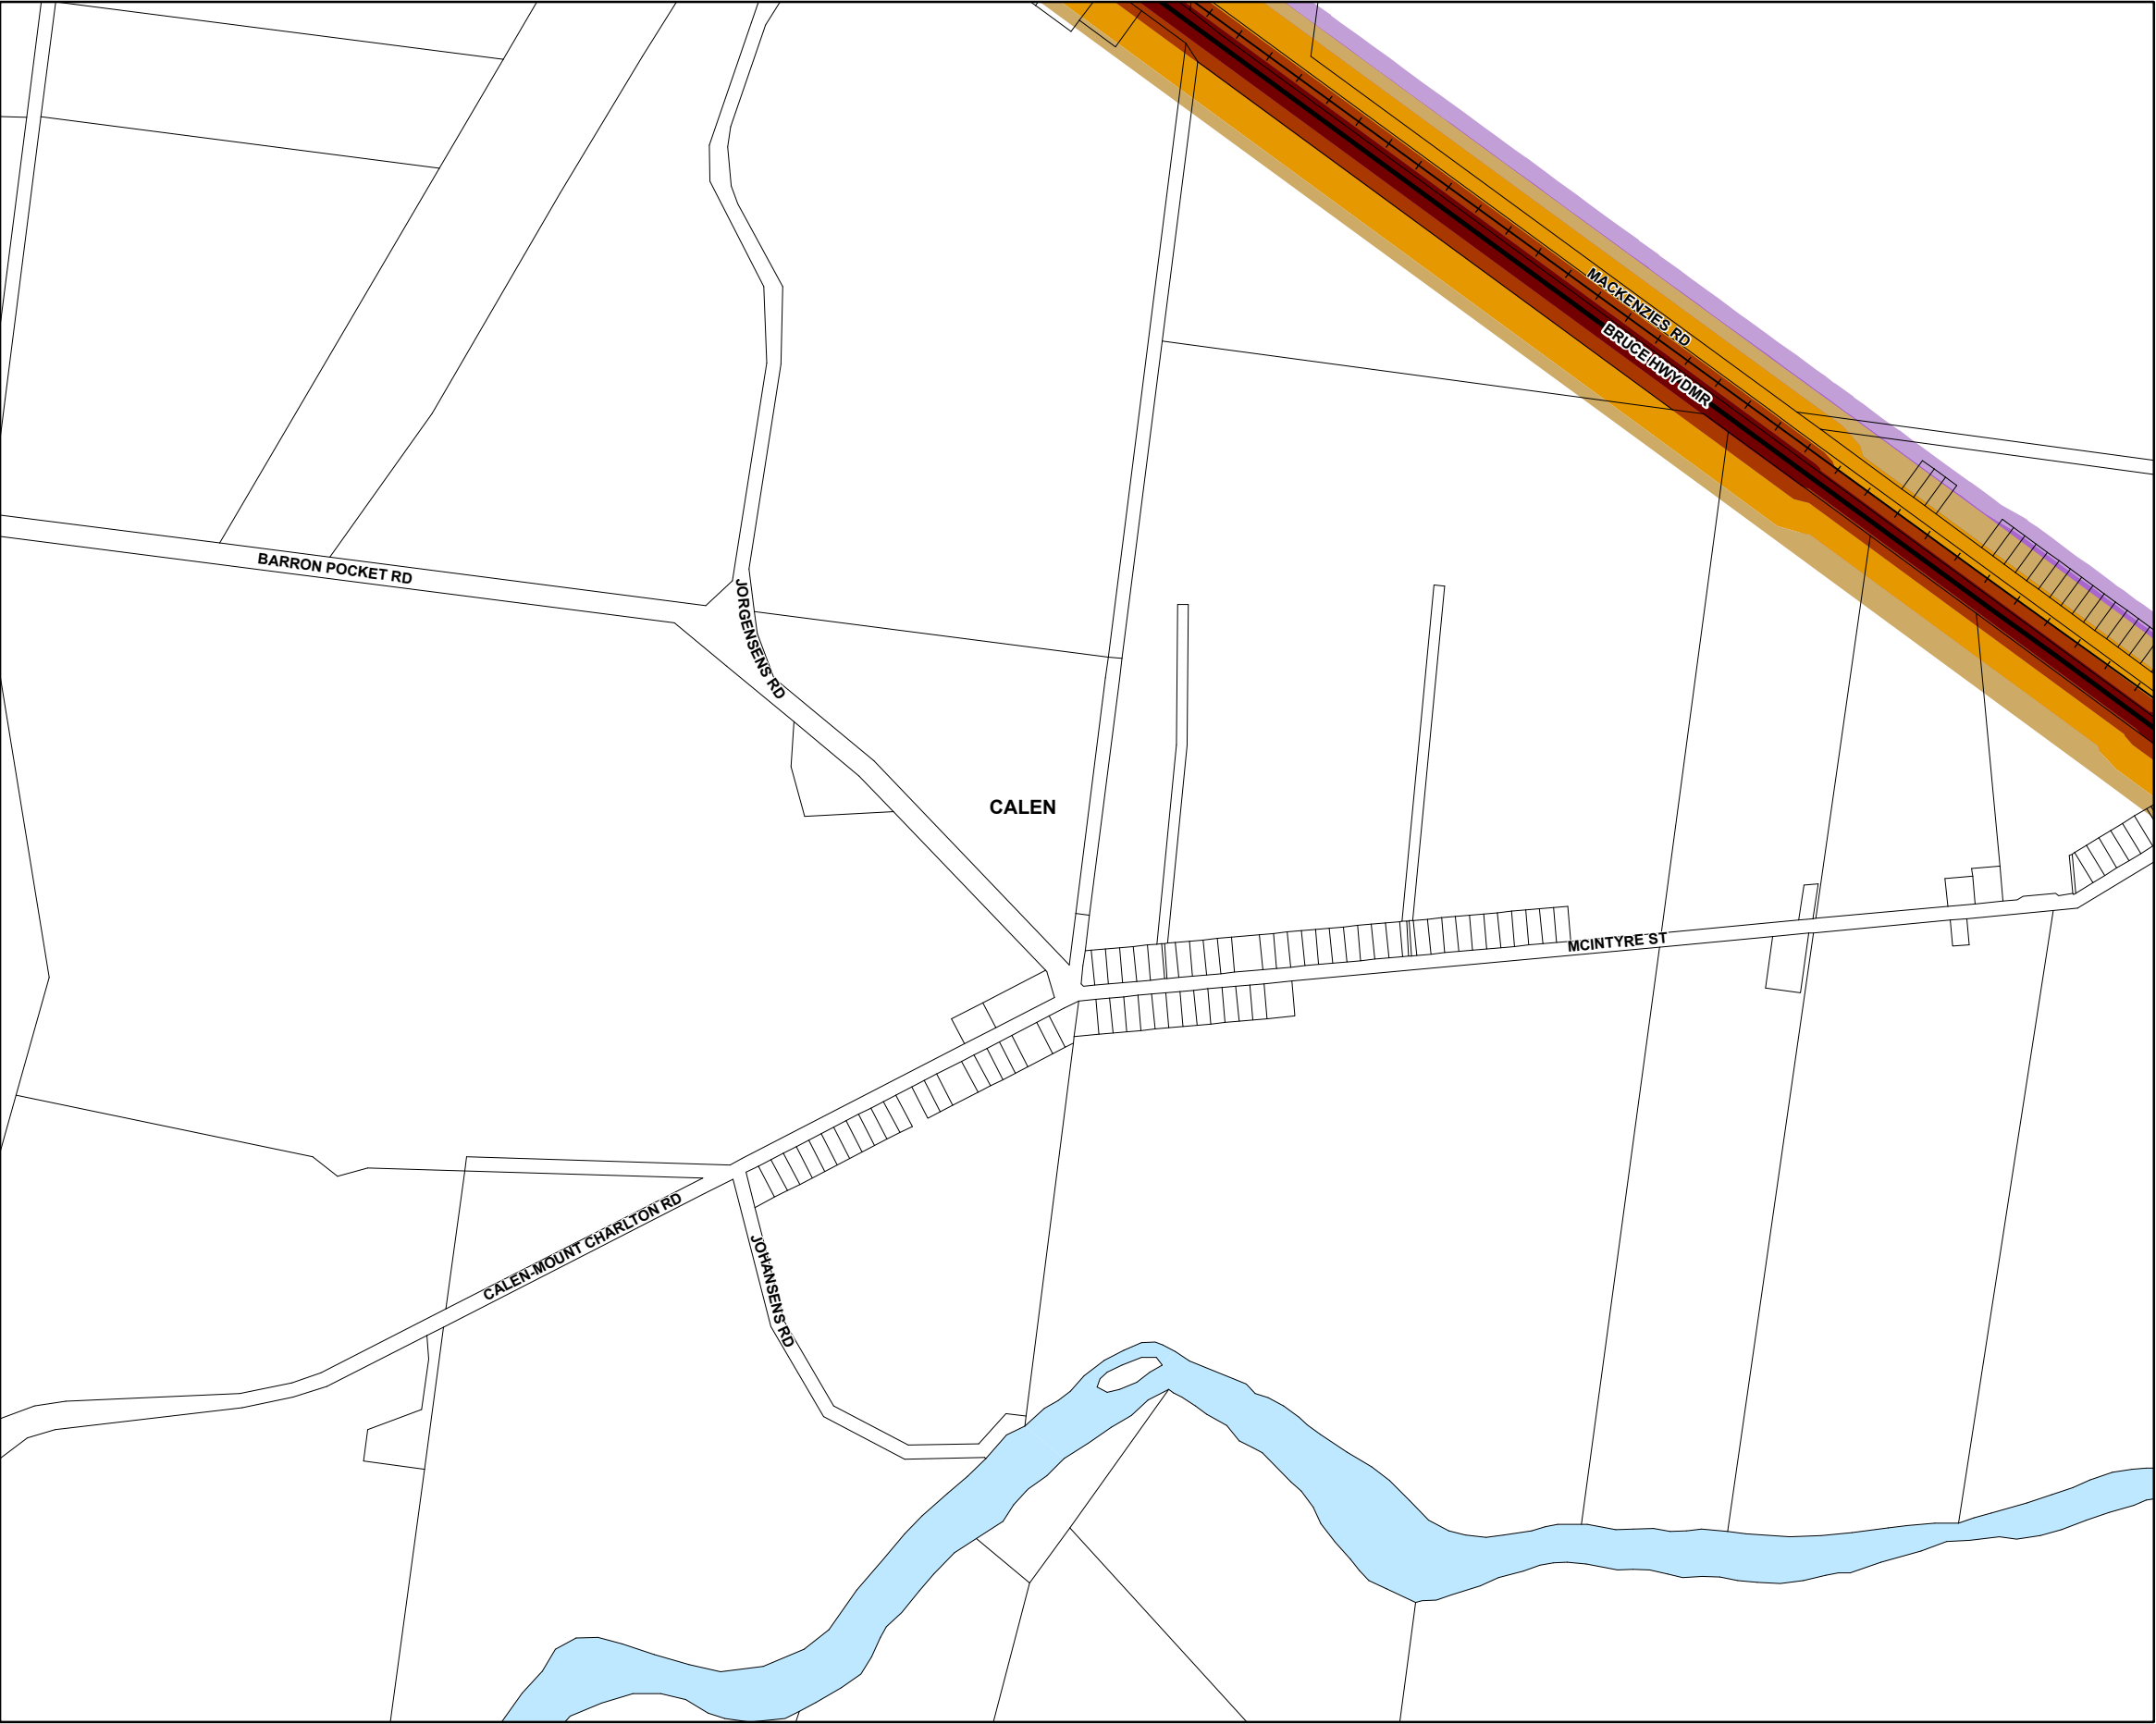 MACKENZIES RD
BRUCE HWY DMR
BARRON POCKET RD
JORGENSENS RD
CALEN
MCINTYRE ST
CALEN-MOUNT CHARLTON RD
JOHANSENS RD